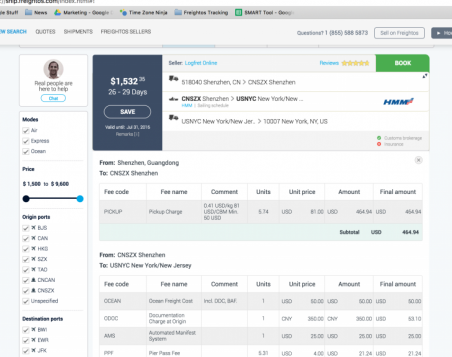 ship.freightos.com/index.html#/
le Stuff News Marketing - Google Time Zone Ninja Freightos Tracking SMART Tool - Goog
EW SEARCH QUOTES SHIPMENTS FREIGHTOS SELLERS Questions? 1 (855) 588 5873 Sell on Freightos
Real people are
here to help
Chat
Modes
Air
Express
Ocean
Price
$ 1,500 to $ 9,600
Origin ports
BJS
CAN
HKG
SZX
TAO
CNCAN
CNSZX
Unspecified
Destination ports
BWI
EWR
JFK
$1,532.35
26 - 29 Days
SAVE
Valid until: Jul 31, 2016
Remarks
Seller: Logfret Online Reviews BOOK
518040 Shenzhen, CN > CNSZX Shenzhen
CNSZX Shenzhen > USNYC New York/New ...
HMM | Sailing schedule
HMM
USNYC New York/New Jer.. > 10007 New York, NY, US
Customs brokerage
Insurance
From: Shenzhen, Guangdong
To: CNSZX Shenzhen
Fee code Fee name Comment Units Unit price Amount Final amount
PICKUP Pickup Charge 0.41 USD/kg 81 USD/CBM Min. 50 USD 5.74 USD 81.00 USD 464.94 USD 464.94
Subtotal USD 464.94
From: CNSZX Shenzhen
To: USNYC New York/New Jersey
Fee code Fee name Comment Units Unit price Amount Final amount
OCEAN Ocean Freight Cost Incl. DOC, BAF. 1 USD 50.00 USD 50.00 USD 50.00
ODOC Documentation Charge at Origin 1 CNY 350.00 CNY 350.00 USD 53.10
AMS Automated Manifest System 1 USD 25.00 USD 25.00 USD 25.00
PPF Pier Pass Fee 5.31 USD 4.00 USD 21.24 USD 21.24